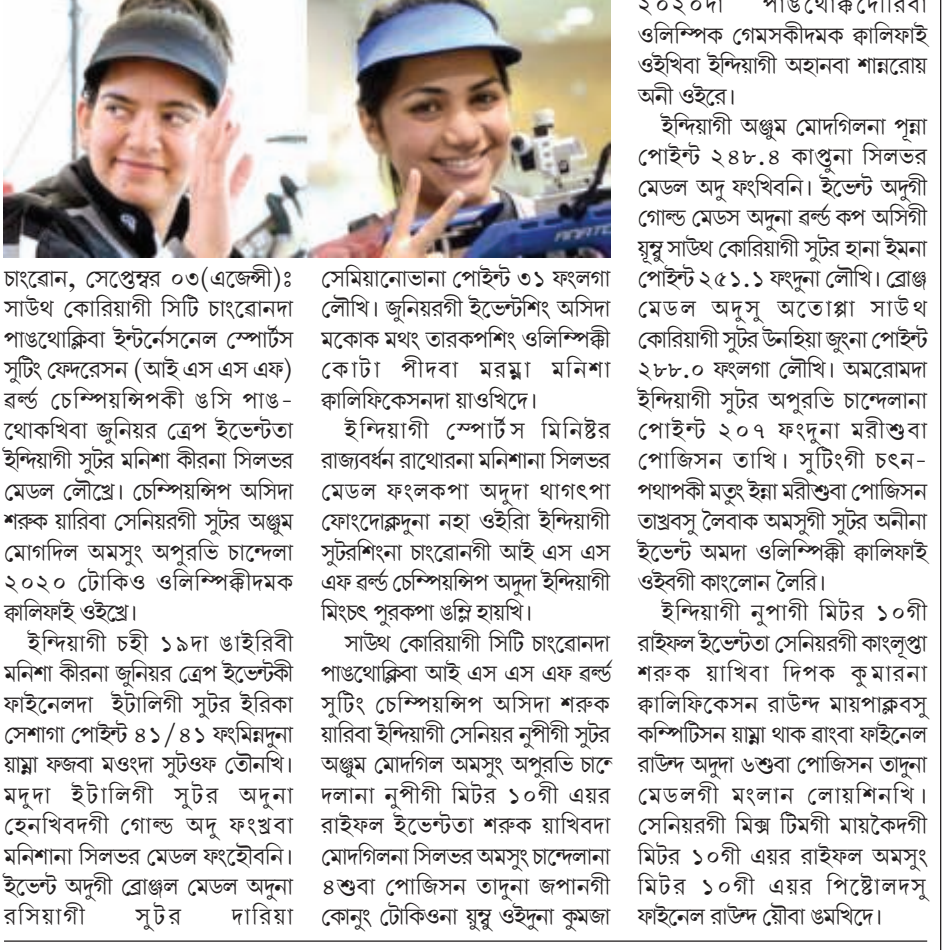 চাংৱোন, সেপ্তেম্বর ০৩(এজেন্সী)ঃ
সাউথ কোরিয়াগী সিটি চাংৱোনদা
পাঙথোক্লিবা ইন্টর্নেসনেল স্পোর্টস
সুটিং ফেদরেসন (আই এস এস এফ)
ৱর্ল্ড চেম্পিয়ন্সিপকী ঙসি পাঙ-
থোকখিবা জুনিয়র ত্রেপ ইভেন্টতা
ইন্দিয়াগী সুটর মনিশা কীরনা সিলভর
মেডল লৌখ্রে। চেম্পিয়ন্সিপ অসিদা
শরুক য়ারিবা সেনিয়রগী সুটর অঞ্জুম
মোগদিল অমসুং অপুরভি চান্দেলা
২০২০ টোকিও ওলিম্পিক্কীদমক
ক্বালিফাই ওইখ্রে।
ইন্দিয়াগী চহী ১৯দা ঙাইরিবী
মনিশা কীরনা জুনিয়র ত্রেপ ইভেন্টকী
ফাইনেলদা ইটালিগী সুটর ইরিকা
সেশাগা পোইন্ট ৪১/৪১ ফংমিন্নদুনা
য়াম্না ফজবা মওংদা সুটওফ তৌনখি।
মদুদা ইটালিগী সুটর অদুনা
হেনখিবদগী গোল্ড অদু ফংখ্রবা
মনিশানা সিলভর মেডল ফংহৌবনি।
ইভেন্ট অদুগী ব্রোঞ্জল মেডল অদুনা
রসিয়াগী সুটর দারিয়া
সেমিয়ানোভানা পোইন্ট ৩১ ফংলগা
লৌখি। জুনিয়রগী ইভেন্টশিং অসিদা
মকোক মথং তারকপশিং ওলিম্পিক্কী
কোটা পীদবা মরম্না মনিশা
ক্বালিফিকেসনদা য়াওখিদে।
ইন্দিয়াগী স্পোর্টস মিনিষ্টর
রাজ্যবর্ধন রাথোরনা মনিশানা সিলভর
মেডল ফংলকপা অদুদা থাগৎপা
ফোংদোক্লদুনা নহা ওইরিা ইন্দিয়াগী
সুটরশিংনা চাংৱোনগী আই এস এস
এফ ৱর্ল্ড চেম্পিয়ন্সিপ অদুদা ইন্দিয়াগী
মিংচৎ পুরকপা ঙম্লি হায়খি।
সাউথ কোরিয়াগী সিটি চাংৱোনদা
পাঙথোক্লিবা আই এস এস এফ ৱর্ল্ড
সুটিং চেম্পিয়ন্সিপ অসিদা শরুক
য়ারিবা ইন্দিয়াগী সেনিয়র নুপীগী সুটর
অঞ্জুম মোদগিল অমসুং অপুরভি চান্দে
দলানা নুপীগী মিটর ১০গী এয়র
রাইফল ইভেন্টতা শরুক য়াখিবদা
মোদগিলনা সিলভর অমসুং চান্দেলানা
৪শুবা পোজিসন তাদুনা জপানগী
কোনুং টোকিওনা য়ুম্বু ওইদুনা কুমজা
২০২০দা পাঙথোক্কদৌরিবা
ওলিম্পিক গেমসকীদমক ক্বালিফাই
ওইখিবা ইন্দিয়াগী অহানবা শান্নরোয়
অনী ওইরে।
ইন্দিয়াগী অঞ্জুম মোদগিলনা পূন্না
পোইন্ট ২৪৮.৪ কাপ্তুনা সিলভর
মেডল অদু ফংখিবনি। ইভেন্ট অদুগী
গোল্ড মেডস অদুনা ৱর্ল্ড কপ অসিগী
য়ূম্বু সাউথ কোরিয়াগী সুটর হানা ইমনা
পোইন্ট ২৫১.১ ফংদুনা লৌখি। ব্রোঞ্জ
মেডল অদুসু অতোপ্পা সাউথ
কোরিয়াগী সুটর উনহিয়া জুংনা পোইন্ট
২৮৮.০ ফংলগা লৌখি। অমরোমদা
ইন্দিয়াগী সুটর অপুরভি চান্দেলানা
পোইন্ট ২০৭ ফংদুনা মরীশুবা
পোজিসন তাখি। সুটিংগী চৎন-
পথাপকী মতুং ইন্না মরীশুবা পোজিসন
তাখ্রবসু লৈবাক অমসুগী সুটর অনীনা
ইভেন্ট অমদা ওলিম্পিক্কী ক্বালিফাই
ওইবগী কাংলোন লৈরি।
ইন্দিয়াগী নুপাগী মিটর ১০গী
রাইফল ইভেন্টতা সেনিয়রগী কাংলূপ্তা
শরুক য়াখিবা দিপক কুমারনা
ক্বালিফিকেসন রাউন্দ মায়পাক্লবসু
কম্পিটিসন য়াম্না থাক ৱাংবা ফাইনেল
রাউন্দ অদুদা ৬শুবা পোজিসন তাদুনা
মেডলগী মংলান লোয়শিনখি।
সেনিয়রগী মিক্স টিমগী মায়কৈদগী
মিটর ১০গী এয়র রাইফল অমসুং
মিটর ১০গী এয়র পিষ্টোলদসু
ফাইনেল রাউন্দ য়ৌবা ঙমখিদে।